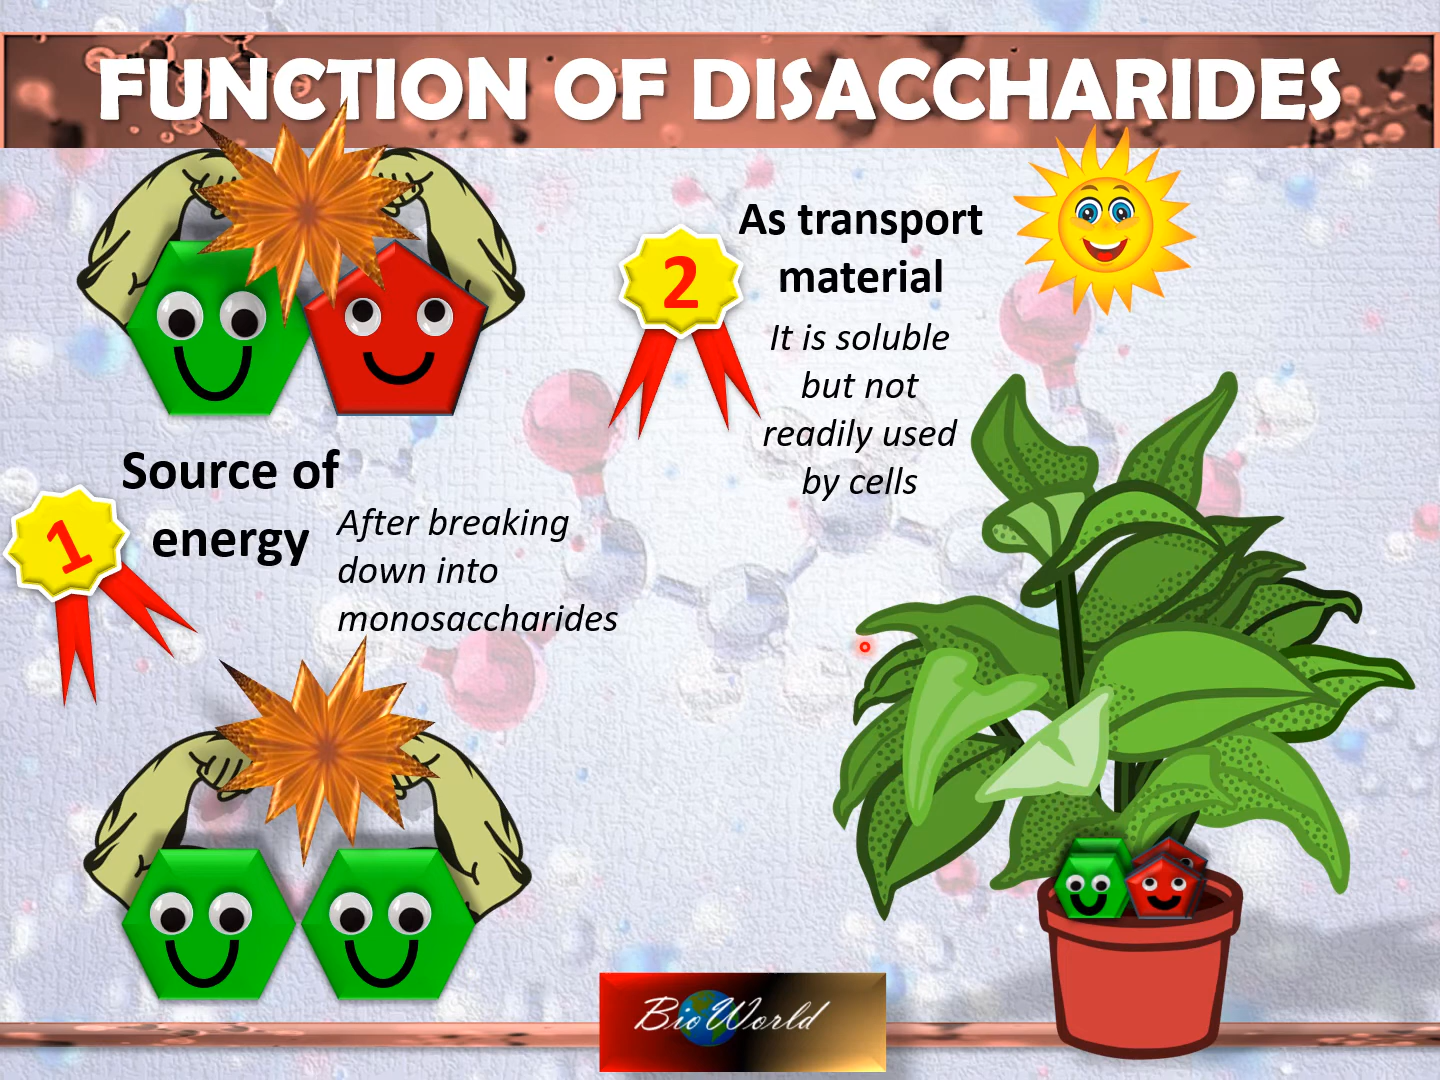 FUNCTION OF DISACCHARIDES
1
Source of
energy
After breaking
down into
monosaccharides
2
As transport
material
It is soluble
but not
readily used
by cells
BioWorld